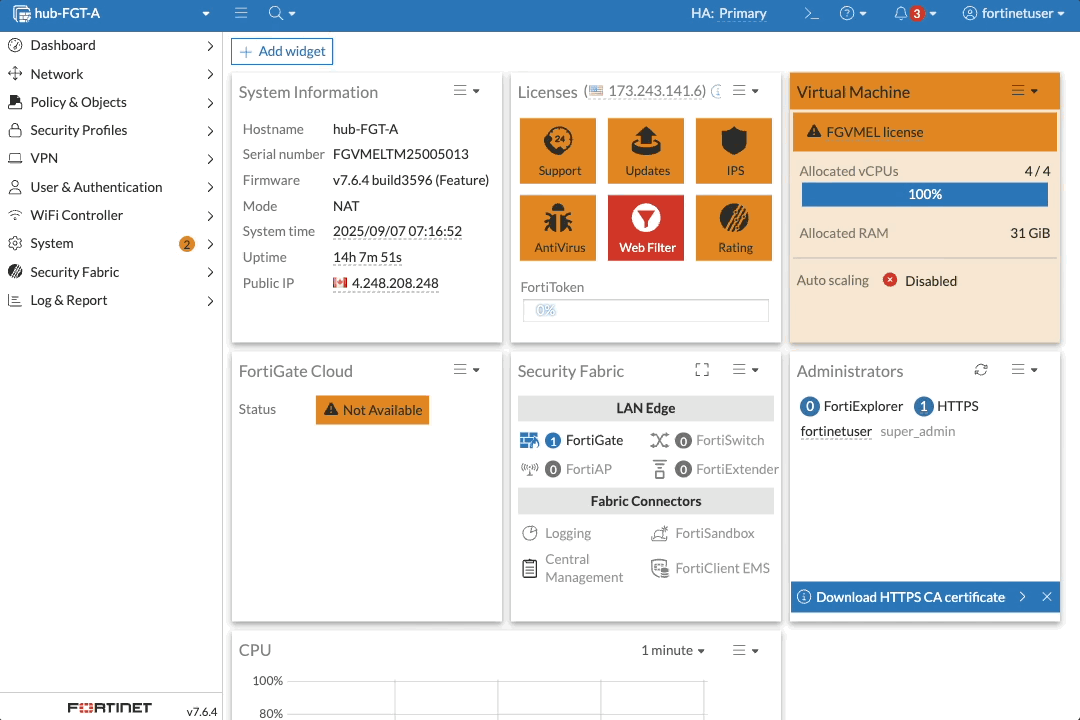 hub-FGT-A
HA: Primary
3
fortinetuser
Dashboard
Network
Policy & Objects
Security Profiles
VPN
User & Authentication
WiFi Controller
System 2
Security Fabric
Log & Report
FORTINET
v7.6.4
+ Add widget
System Information
Hostname hub-FGT-A
Serial number FGVMELTM25005013
Firmware v7.6.4 build3596 (Feature)
Mode NAT
System time 2025/09/07 07:16:52
Uptime 14h 7m 51s
Public IP 4.248.208.248
Licenses (173.243.141.6)
24
Support Updates IPS
AntiVirus Web Filter Rating
FortiToken
0%
Virtual Machine
FGVMEL license
Allocated vCPUs 4 / 4
100%
Allocated RAM 31 GiB
Auto scaling Disabled
FortiGate Cloud
Status Not Available
Security Fabric
LAN Edge
1 FortiGate 0 FortiSwitch
0 FortiAP 0 FortiExtender
Fabric Connectors
Logging FortiSandbox
Central
Management
FortiClient EMS
Administrators
0 FortiExplorer 1 HTTPS
fortinetuser super_admin
Download HTTPS CA certificate
CPU 1 minute
100%
80%